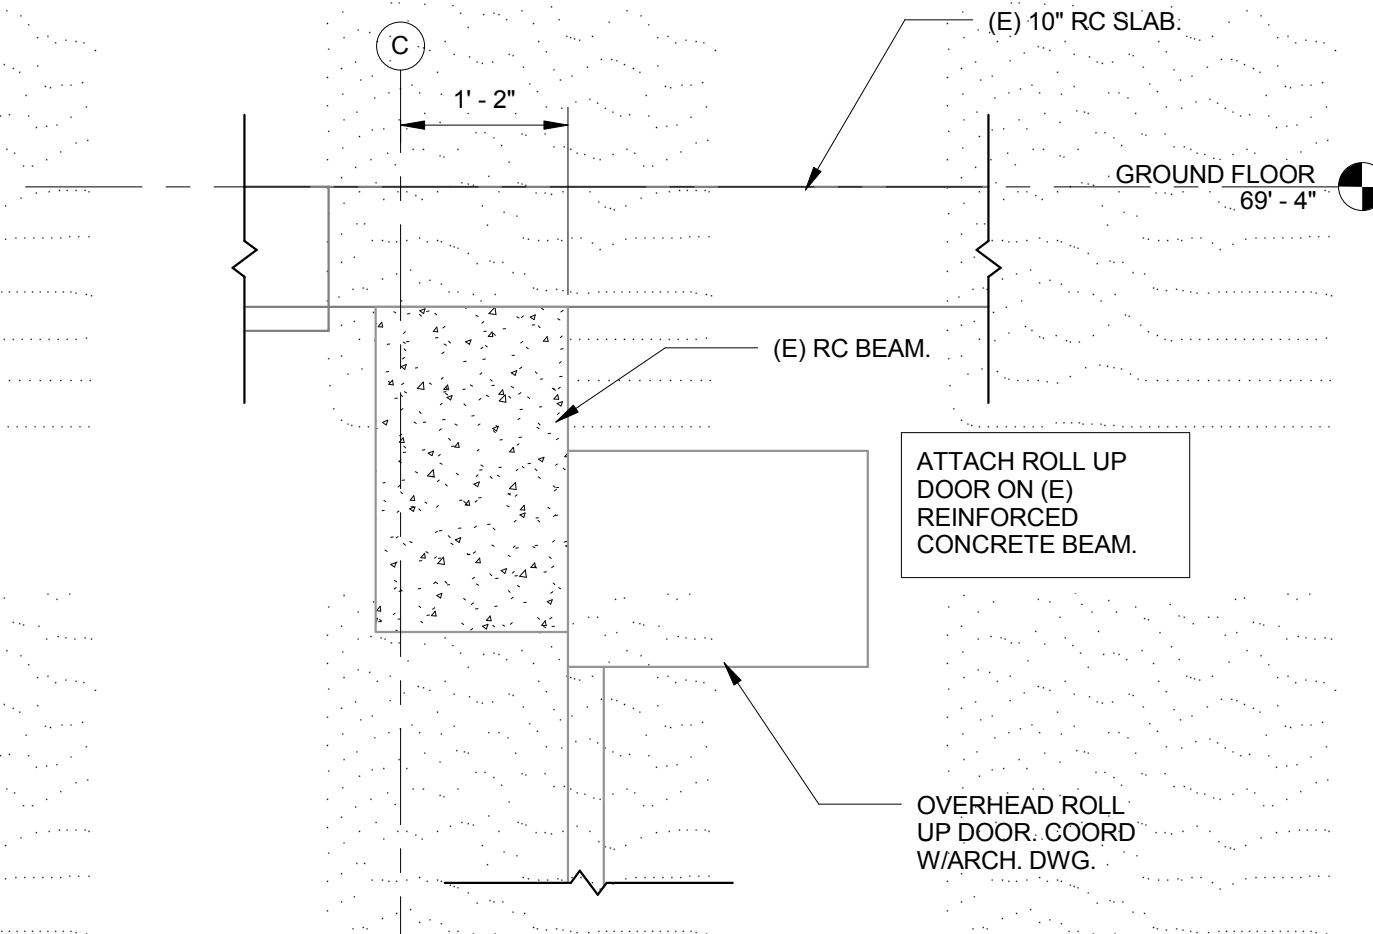 (E) 10" RC SLAB.
C
1' - 2"
GROUND FLOOR
69' - 4"
(E) RC BEAM.
ATTACH ROLL UP
DOOR ON (E)
REINFORCED
CONCRETE BEAM.
OVERHEAD ROLL
UP DOOR. COORD
W/ARCH. DWG.